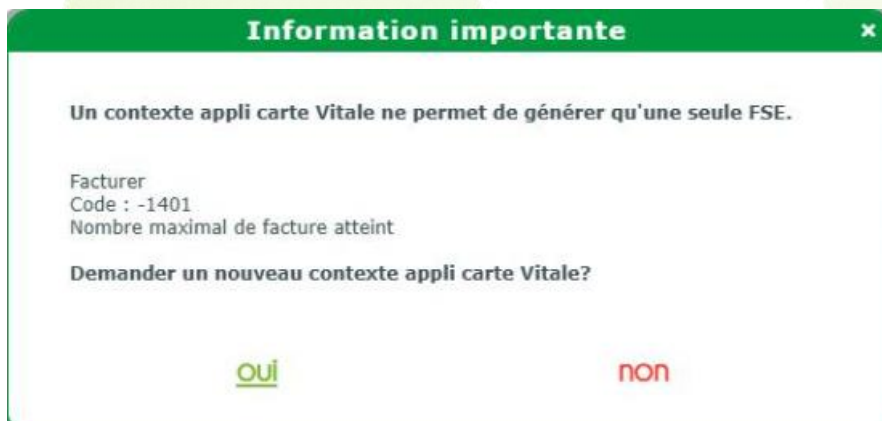 Information importante
×
Un contexte appli carte Vitale ne permet de générer qu'une seule FSE.
Facturer
Code : -1401
Nombre maximal de facture atteint
Demander un nouveau contexte appli carte Vitale?
oui
non